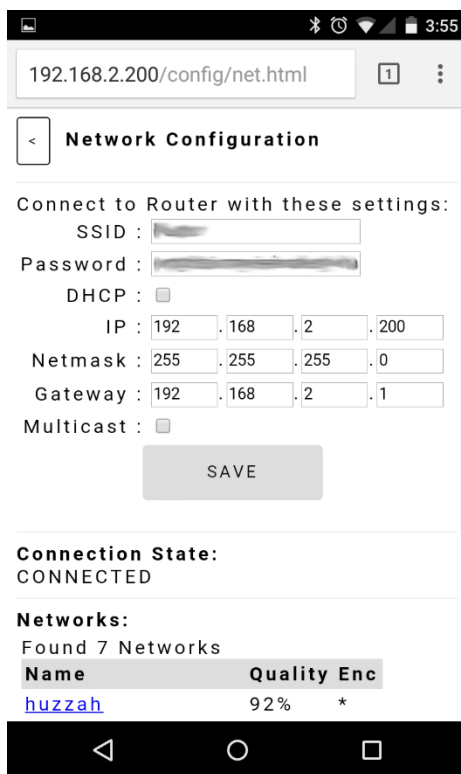 3:55
192.168.2.200/config/net.html
1
< Network Configuration
Connect to Router with these settings:
SSID :
Password :
DHCP :
IP : 192 . 168 . 2 . 200
Netmask : 255 . 255 . 255 . 0
Gateway : 192 . 168 . 2 . 1
Multicast :
SAVE
Connection State:
CONNECTED
Networks:
Found 7 Networks
Name Quality Enc
huzzah 92% *